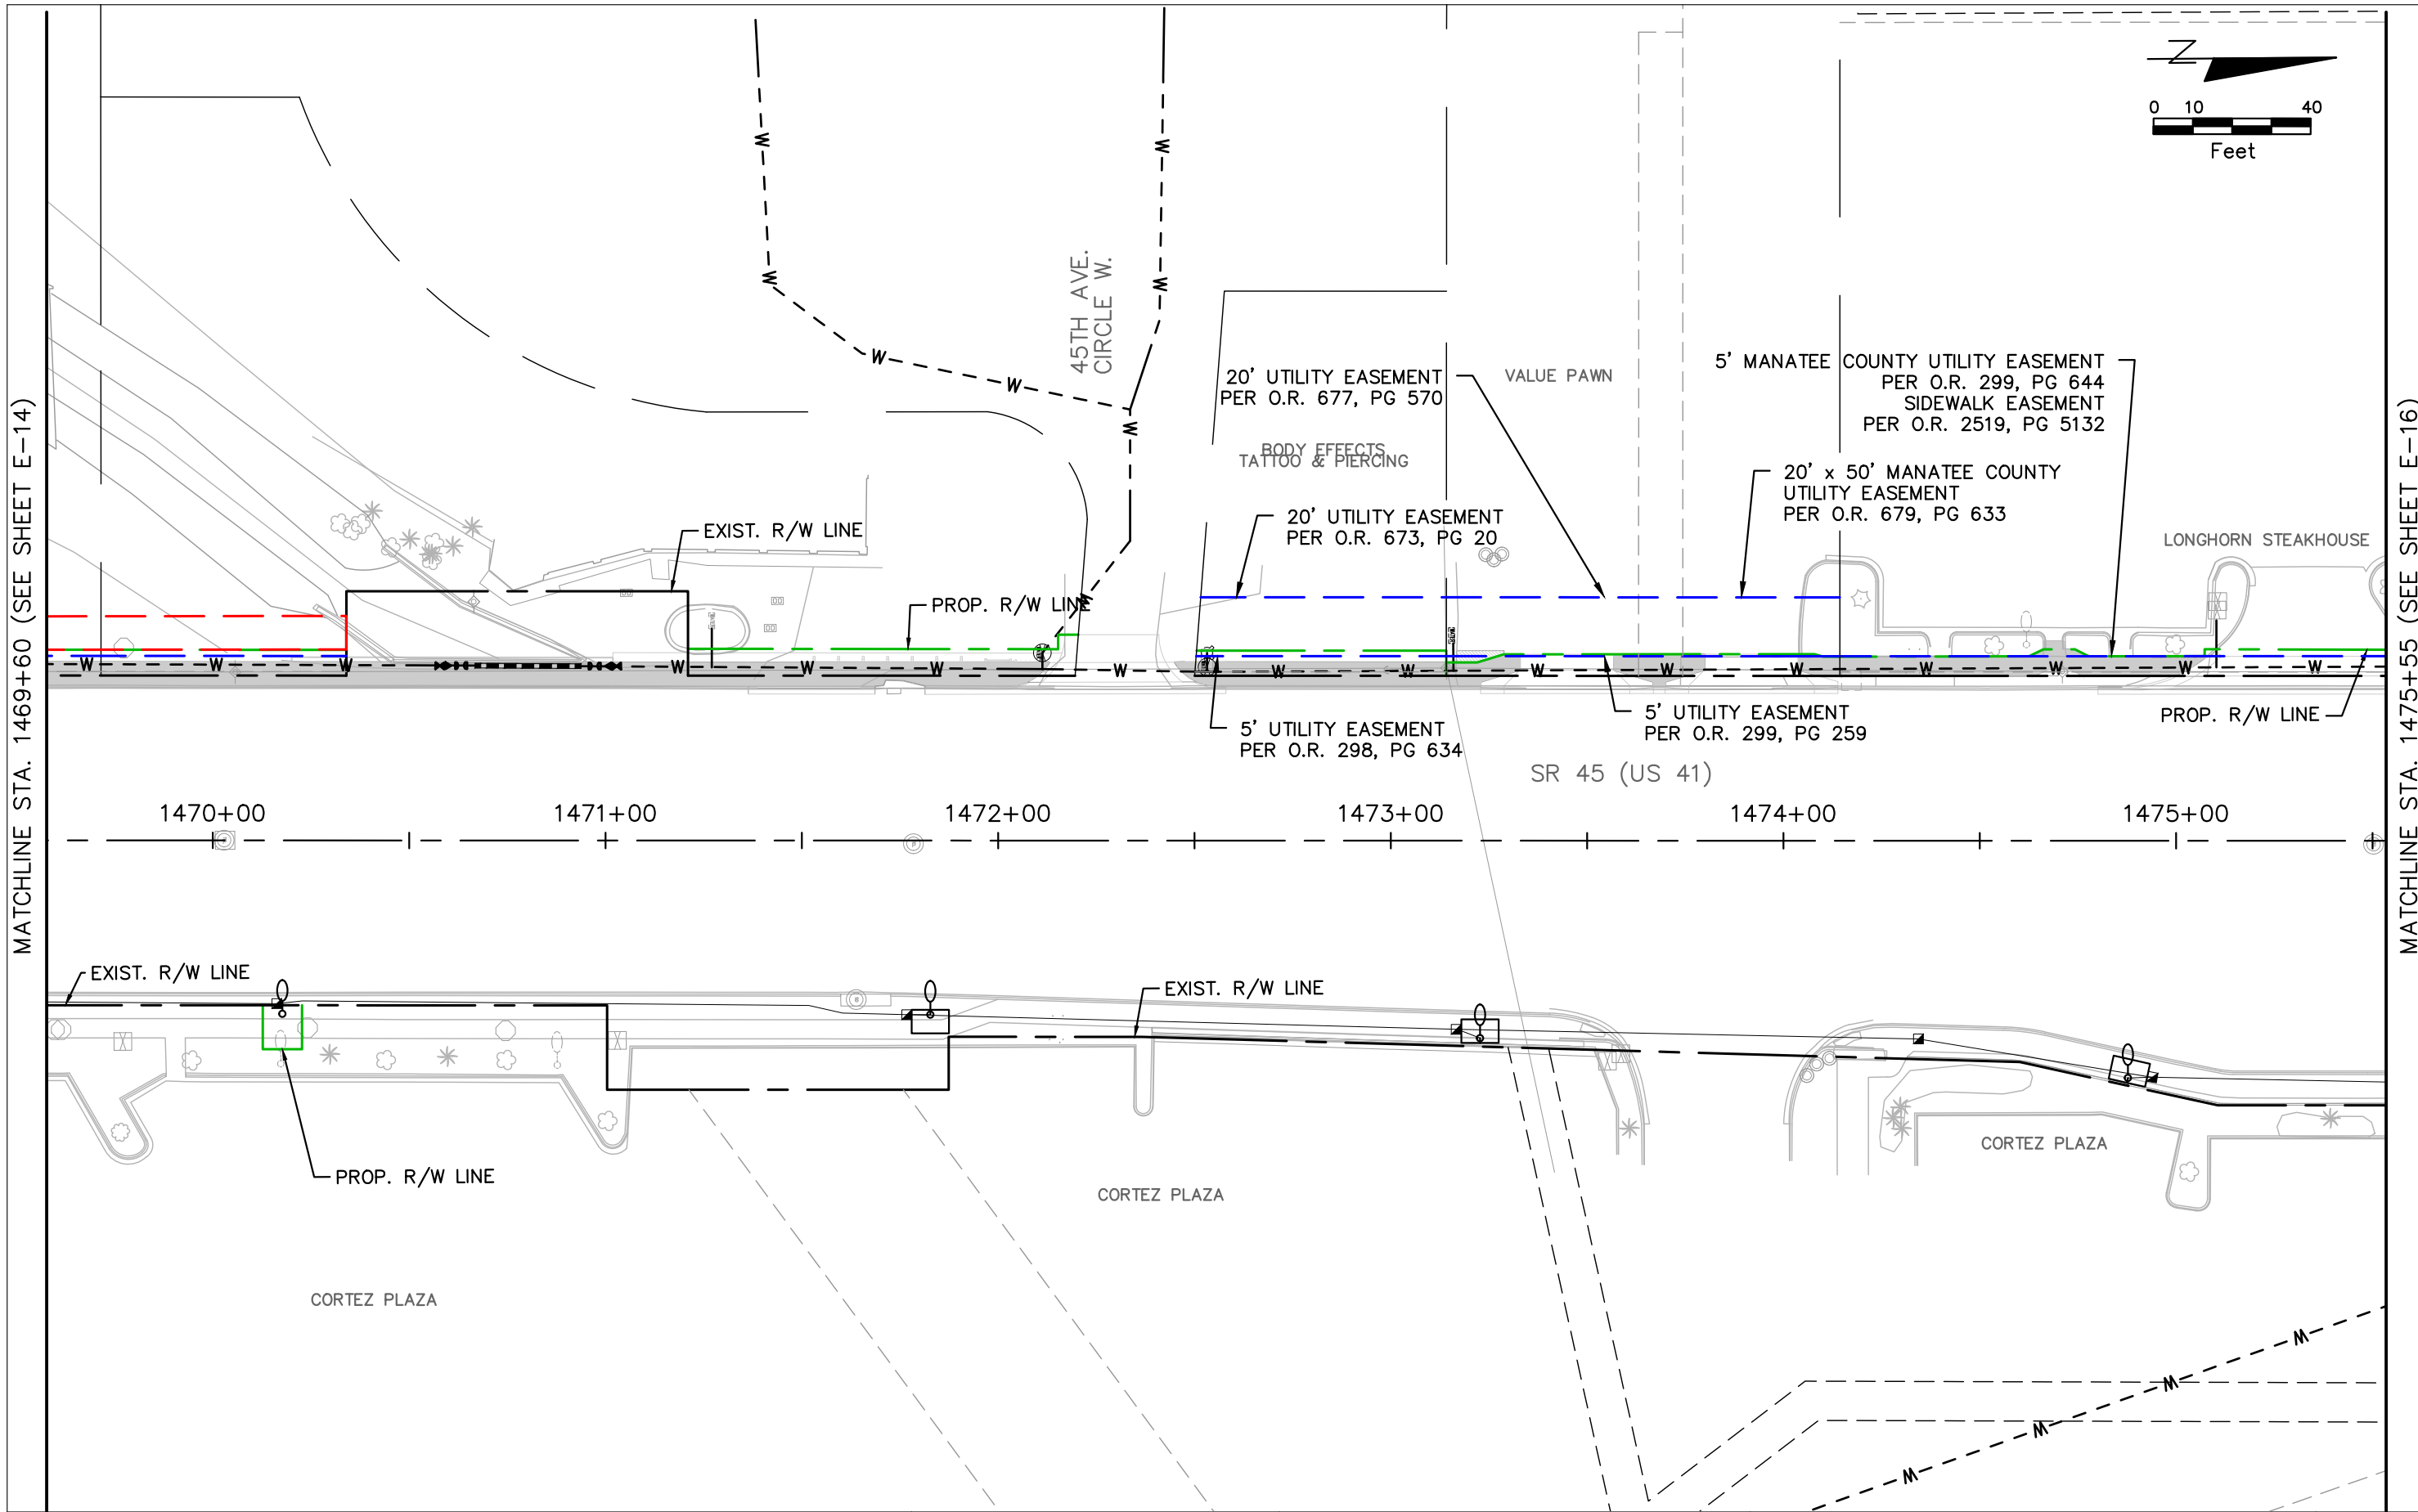 N
0 10 40
Feet
MATCHLINE STA. 1469+60 (SEE SHEET E-14)
MATCHLINE STA. 1475+55 (SEE SHEET E-16)
45TH AVE.
CIRCLE W.
20' UTILITY EASEMENT
PER O.R. 677, PG 570
VALUE PAWN
5' MANATEE COUNTY UTILITY EASEMENT
PER O.R. 299, PG 644
SIDEWALK EASEMENT
PER O.R. 2519, PG 5132
BODY EFFECTS
TATTOO & PIERCING
20' x 50' MANATEE COUNTY
UTILITY EASEMENT
PER O.R. 679, PG 633
20' UTILITY EASEMENT
PER O.R. 673, PG 20
EXIST. R/W LINE
LONGHORN STEAKHOUSE
PROP. R/W LINE
W W W W W W W W W W W W W W W W W W
5' UTILITY EASEMENT
PER O.R. 298, PG 634
5' UTILITY EASEMENT
PER O.R. 299, PG 259
PROP. R/W LINE
SR 45 (US 41)
1470+00 1471+00 1472+00 1473+00 1474+00 1475+00
EXIST. R/W LINE
EXIST. R/W LINE
PROP. R/W LINE
CORTEZ PLAZA
CORTEZ PLAZA
CORTEZ PLAZA
W W W W